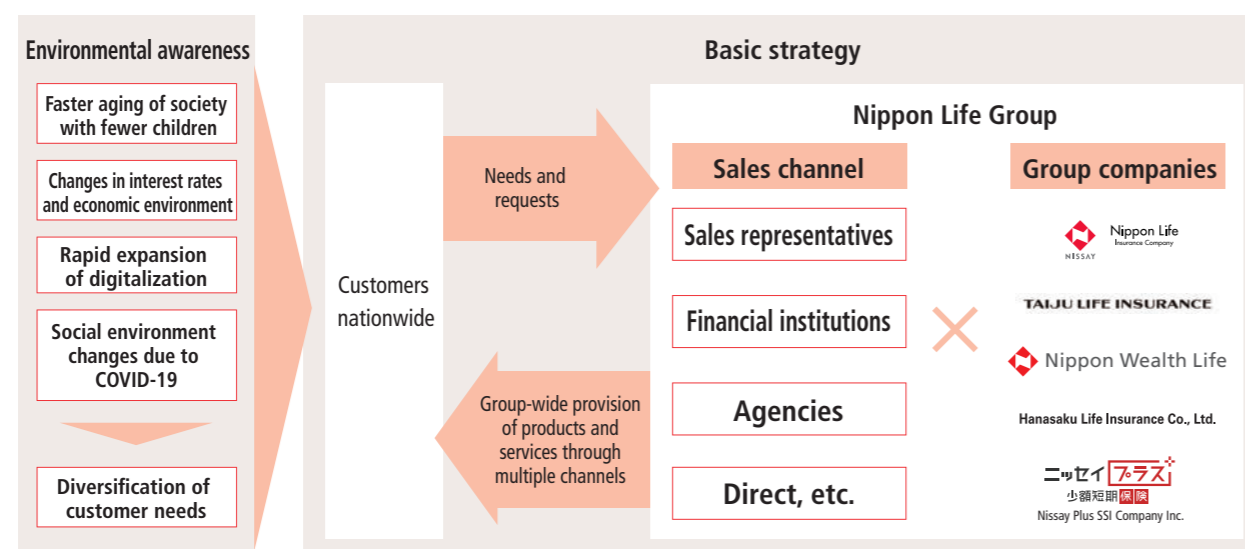 Environmental awareness
Faster aging of society
with fewer children
Changes in interest rates
and economic environment
Rapid expansion
of digitalization
Social environment
changes due to
COVID-19
Diversification of
customer needs
Basic strategy
Customers
nationwide
Needs and
requests
Group-wide provision
of products and
services through
multiple channels
Nippon Life Group
Sales channel
Sales representatives
Financial institutions
Agencies
Direct, etc.
×
Group companies
NISSAY
Nippon Life
Insurance Company
TAIJU LIFE INSURANCE
Nippon Wealth Life
Hanasaku Life Insurance Co., Ltd.
ニッセイプラス
少額短期保険
Nissay Plus SSI Company Inc.